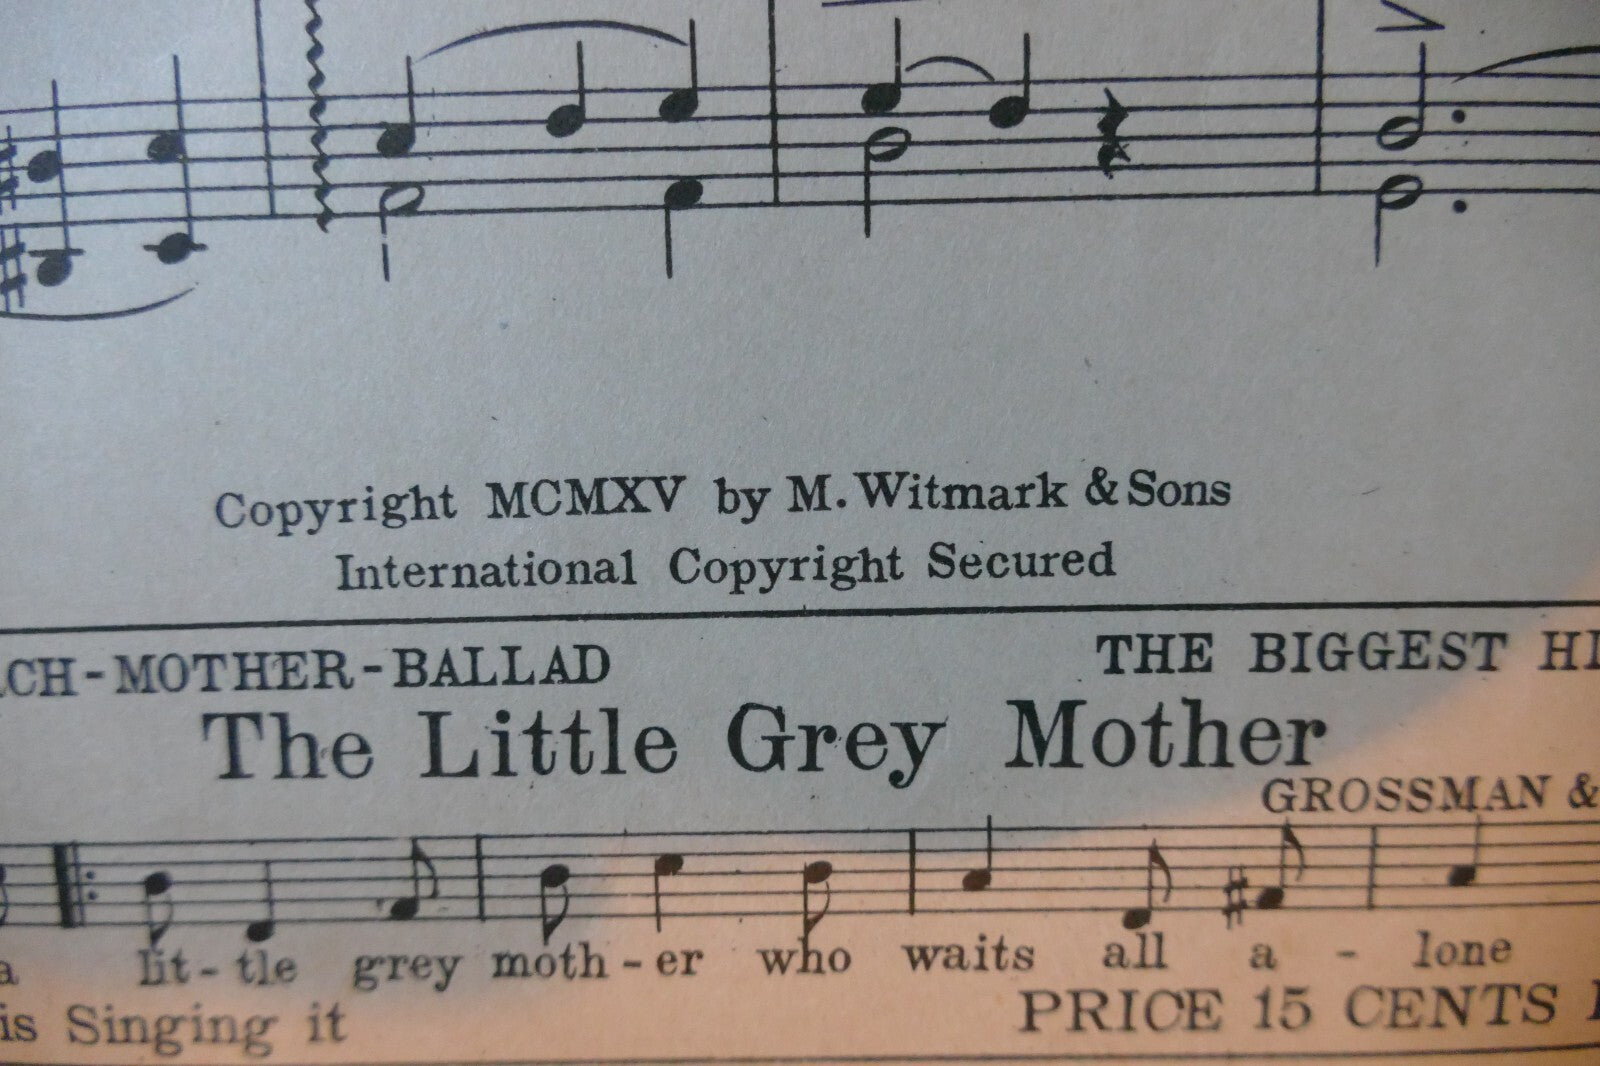 Copyright MCMXV by M. Witmark & Sons
International Copyright Secured
CH-MOTHER-BALLAD THE BIGGEST HI
The Little Grey Mother
GROSSMAN &
a lit-tle grey moth-er who waits all a - lone
is Singing it PRICE 15 CENTS